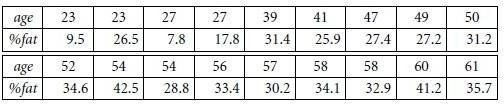 age 23 23 27 27 39 41 47 49 50
%fat 9.5 26.5 7.8 17.8 31.4 25.9 27.4 27.2 31.2
age 52 54 54 56 57 58 58 60 61
%fat 34.6 42.5 28.8 33.4 30.2 34.1 32.9 41.2 35.7